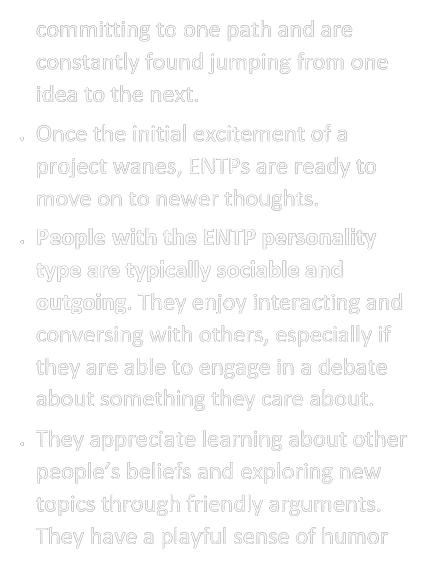 committing to one path and are
constantly found jumping from one
idea to the next.
• Once the initial excitement of a
project wanes, ENTPs are ready to
move on to newer thoughts.
• People with the ENTP personality
type are typically sociable and
outgoing. They enjoy interacting and
conversing with others, especially if
they are able to engage in a debate
about something they care about.
• They appreciate learning about other
people’s beliefs and exploring new
topics through friendly arguments.
They have a playful sense of humor